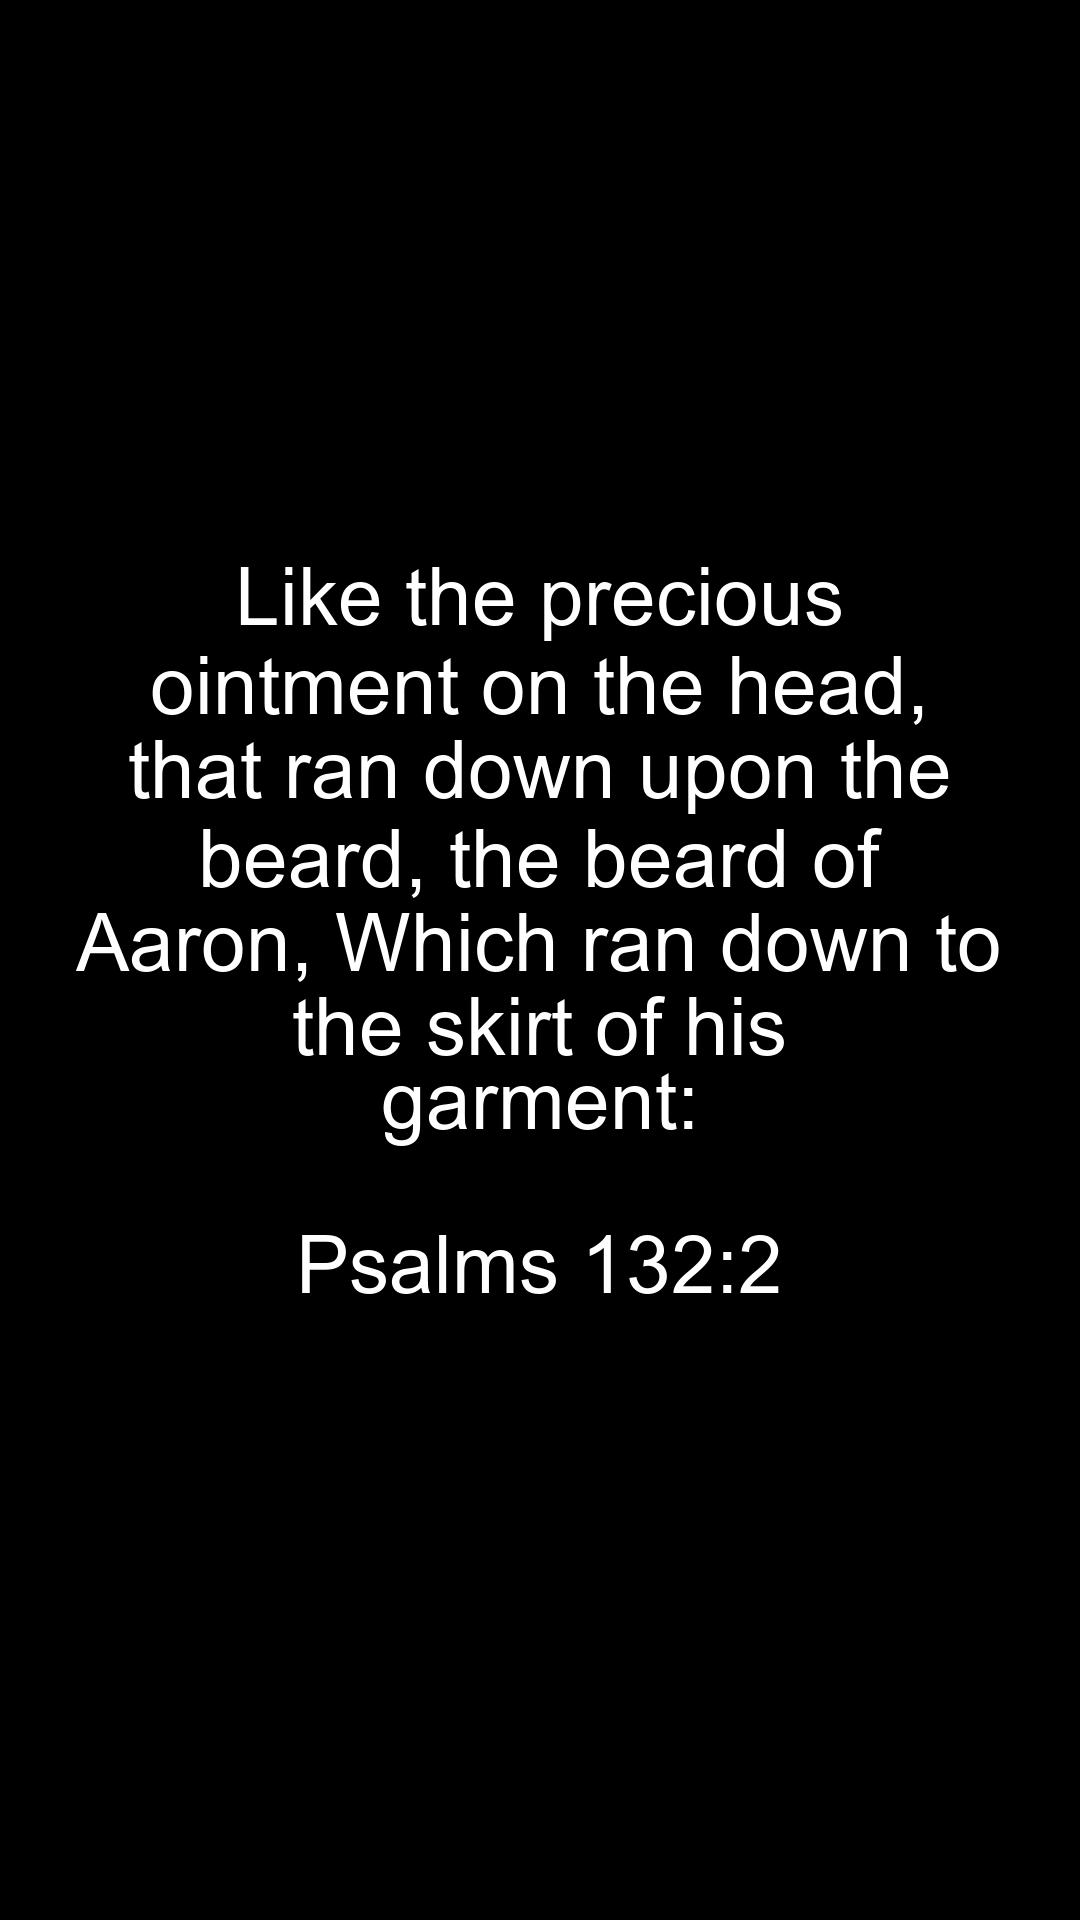 Like the precious
ointment on the head,
that ran down upon the
beard, the beard of
Aaron, Which ran down to
the skirt of his
garment:
Psalms 132:2